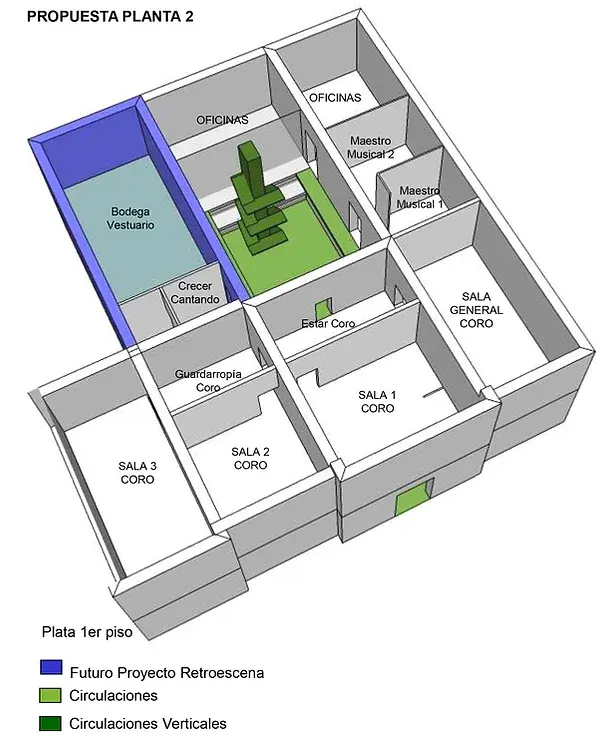 PROPUESTA PLANTA 2
OFICINAS
OFICINAS
Maestro
Musical 2
Maestro
Musical 1
Bodega
Vestuario
Crecer
Cantando
SALA
GENERAL
CORO
Estar Coro
Guardarropía
Coro
SALA 1
CORO
SALA 2
CORO
SALA 3
CORO
Plata 1er piso
Futuro Proyecto Retroescena
Circulaciones
Circulaciones Verticales